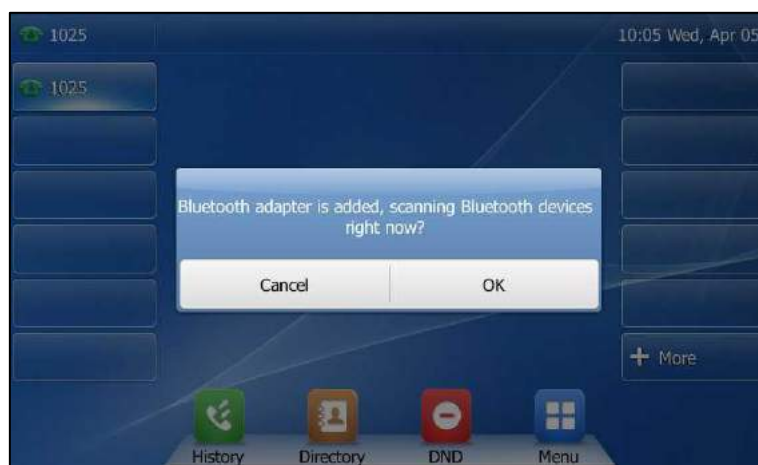 1025
10:05 Wed, Apr 05
1025
Bluetooth adapter is added, scanning Bluetooth devices
right now?
Cancel
OK
+ More
History
Directory
DND
Menu